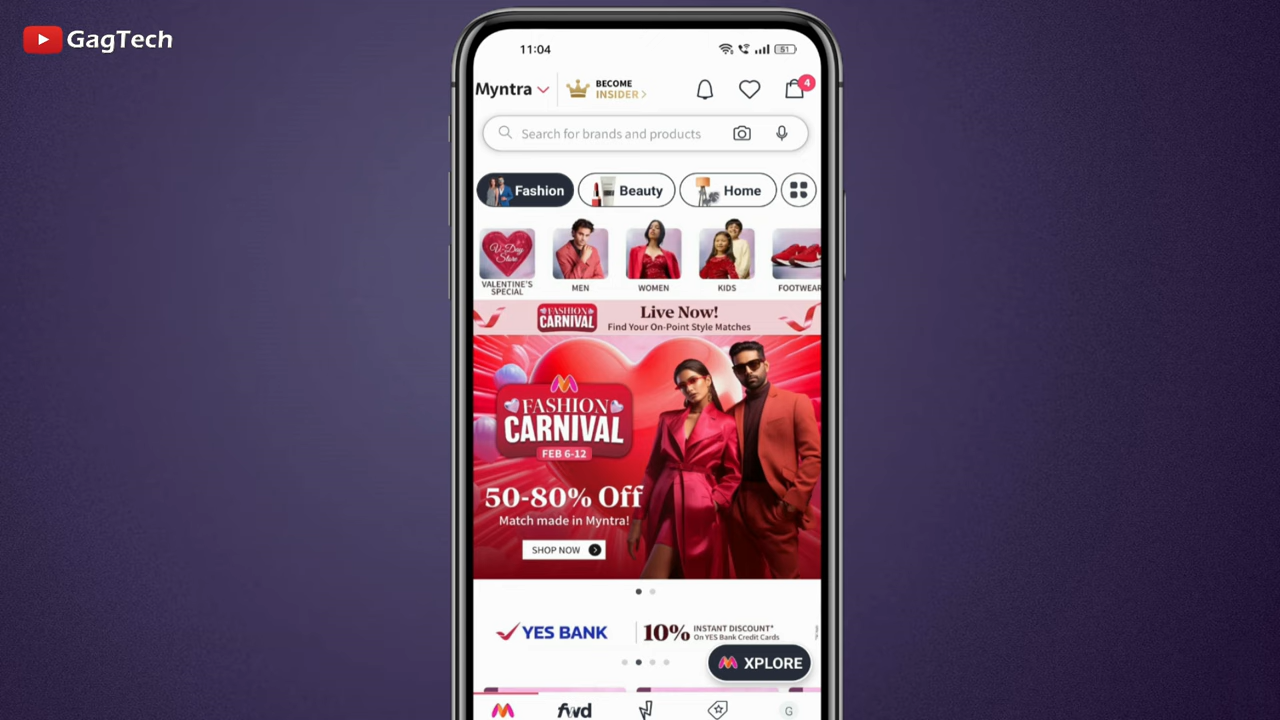 GagTech
11:04
51
Myntra
BECOME
INSIDER >
4
Search for brands and products
Fashion
Beauty
Home
V-Day
Store
VALENTINE'S
SPECIAL
MEN
WOMEN
KIDS
FOOTWEAR
FASHION
CARNIVAL
Live Now!
Find Your On-Point Style Matches
FASHION
CARNIVAL
FEB 6-12
50-80% Off
Match made in Myntra!
SHOP NOW
YES BANK
10%
INSTANT DISCOUNT*
On YES Bank Credit Cards
XPLORE
fwd
G